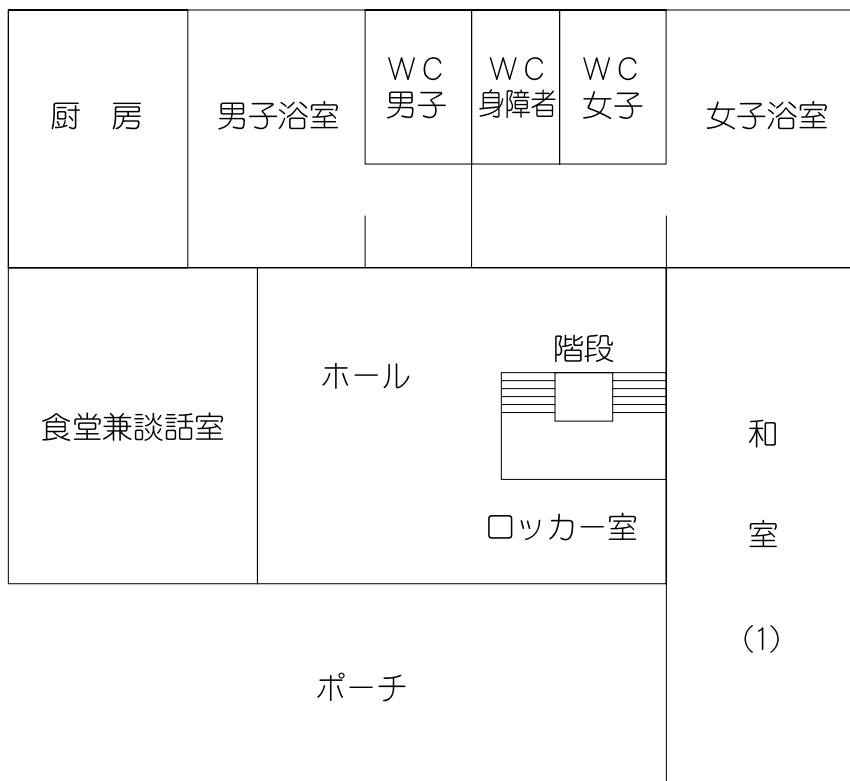 厨 房
男子浴室
WC
男子
WC
身障者
WC
女子
女子浴室
階段
ホール
食堂兼談話室
ロッカー室
和
室
(1)
ポーチ